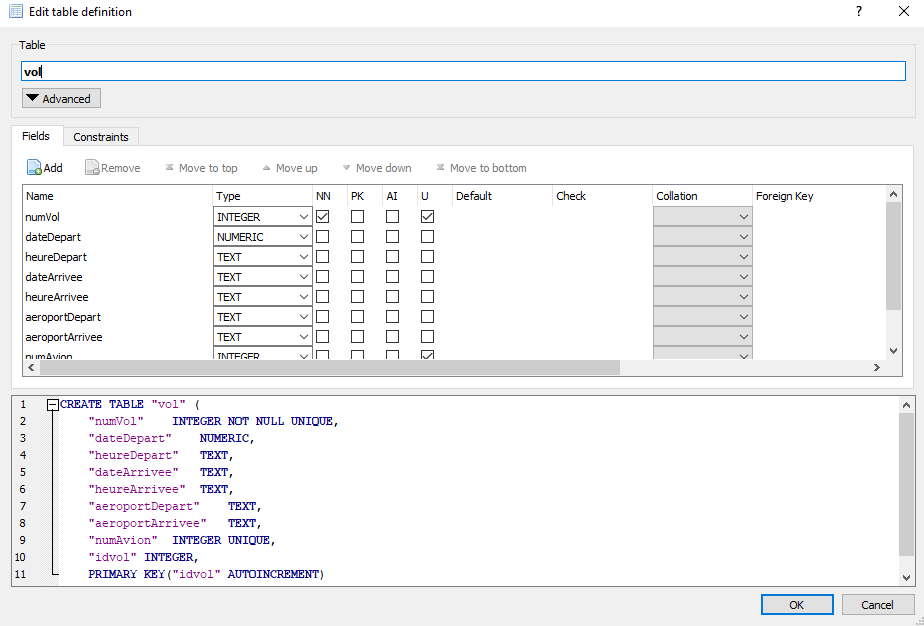 Edit table definition ?
Table
vol
Advanced
Fields Constraints
Add Remove Move to top Move up Move down Move to bottom
Name Type NN PK AI U Default Check Collation Foreign Key
numVol INTEGER
dateDepart NUMERIC
heureDepart TEXT
dateArrivee TEXT
heureArrivee TEXT
aeroportDepart TEXT
aeroportArrivee TEXT
numAvion INTEGER
1 CREATE TABLE "vol" (
2 "numVol" INTEGER NOT NULL UNIQUE,
3 "dateDepart" NUMERIC,
4 "heureDepart" TEXT,
5 "dateArrivee" TEXT,
6 "heureArrivee" TEXT,
7 "aeroportDepart" TEXT,
8 "aeroportArrivee" TEXT,
9 "numAvion" INTEGER UNIQUE,
10 "idvol" INTEGER,
11 PRIMARY KEY("idvol" AUTOINCREMENT)
OK Cancel